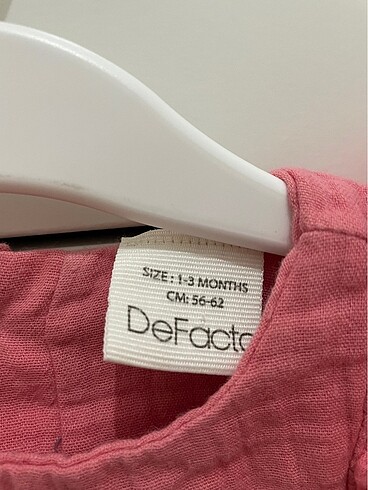 SIZE: 1-3 MONTHS
CM: 56-62
DeFacto